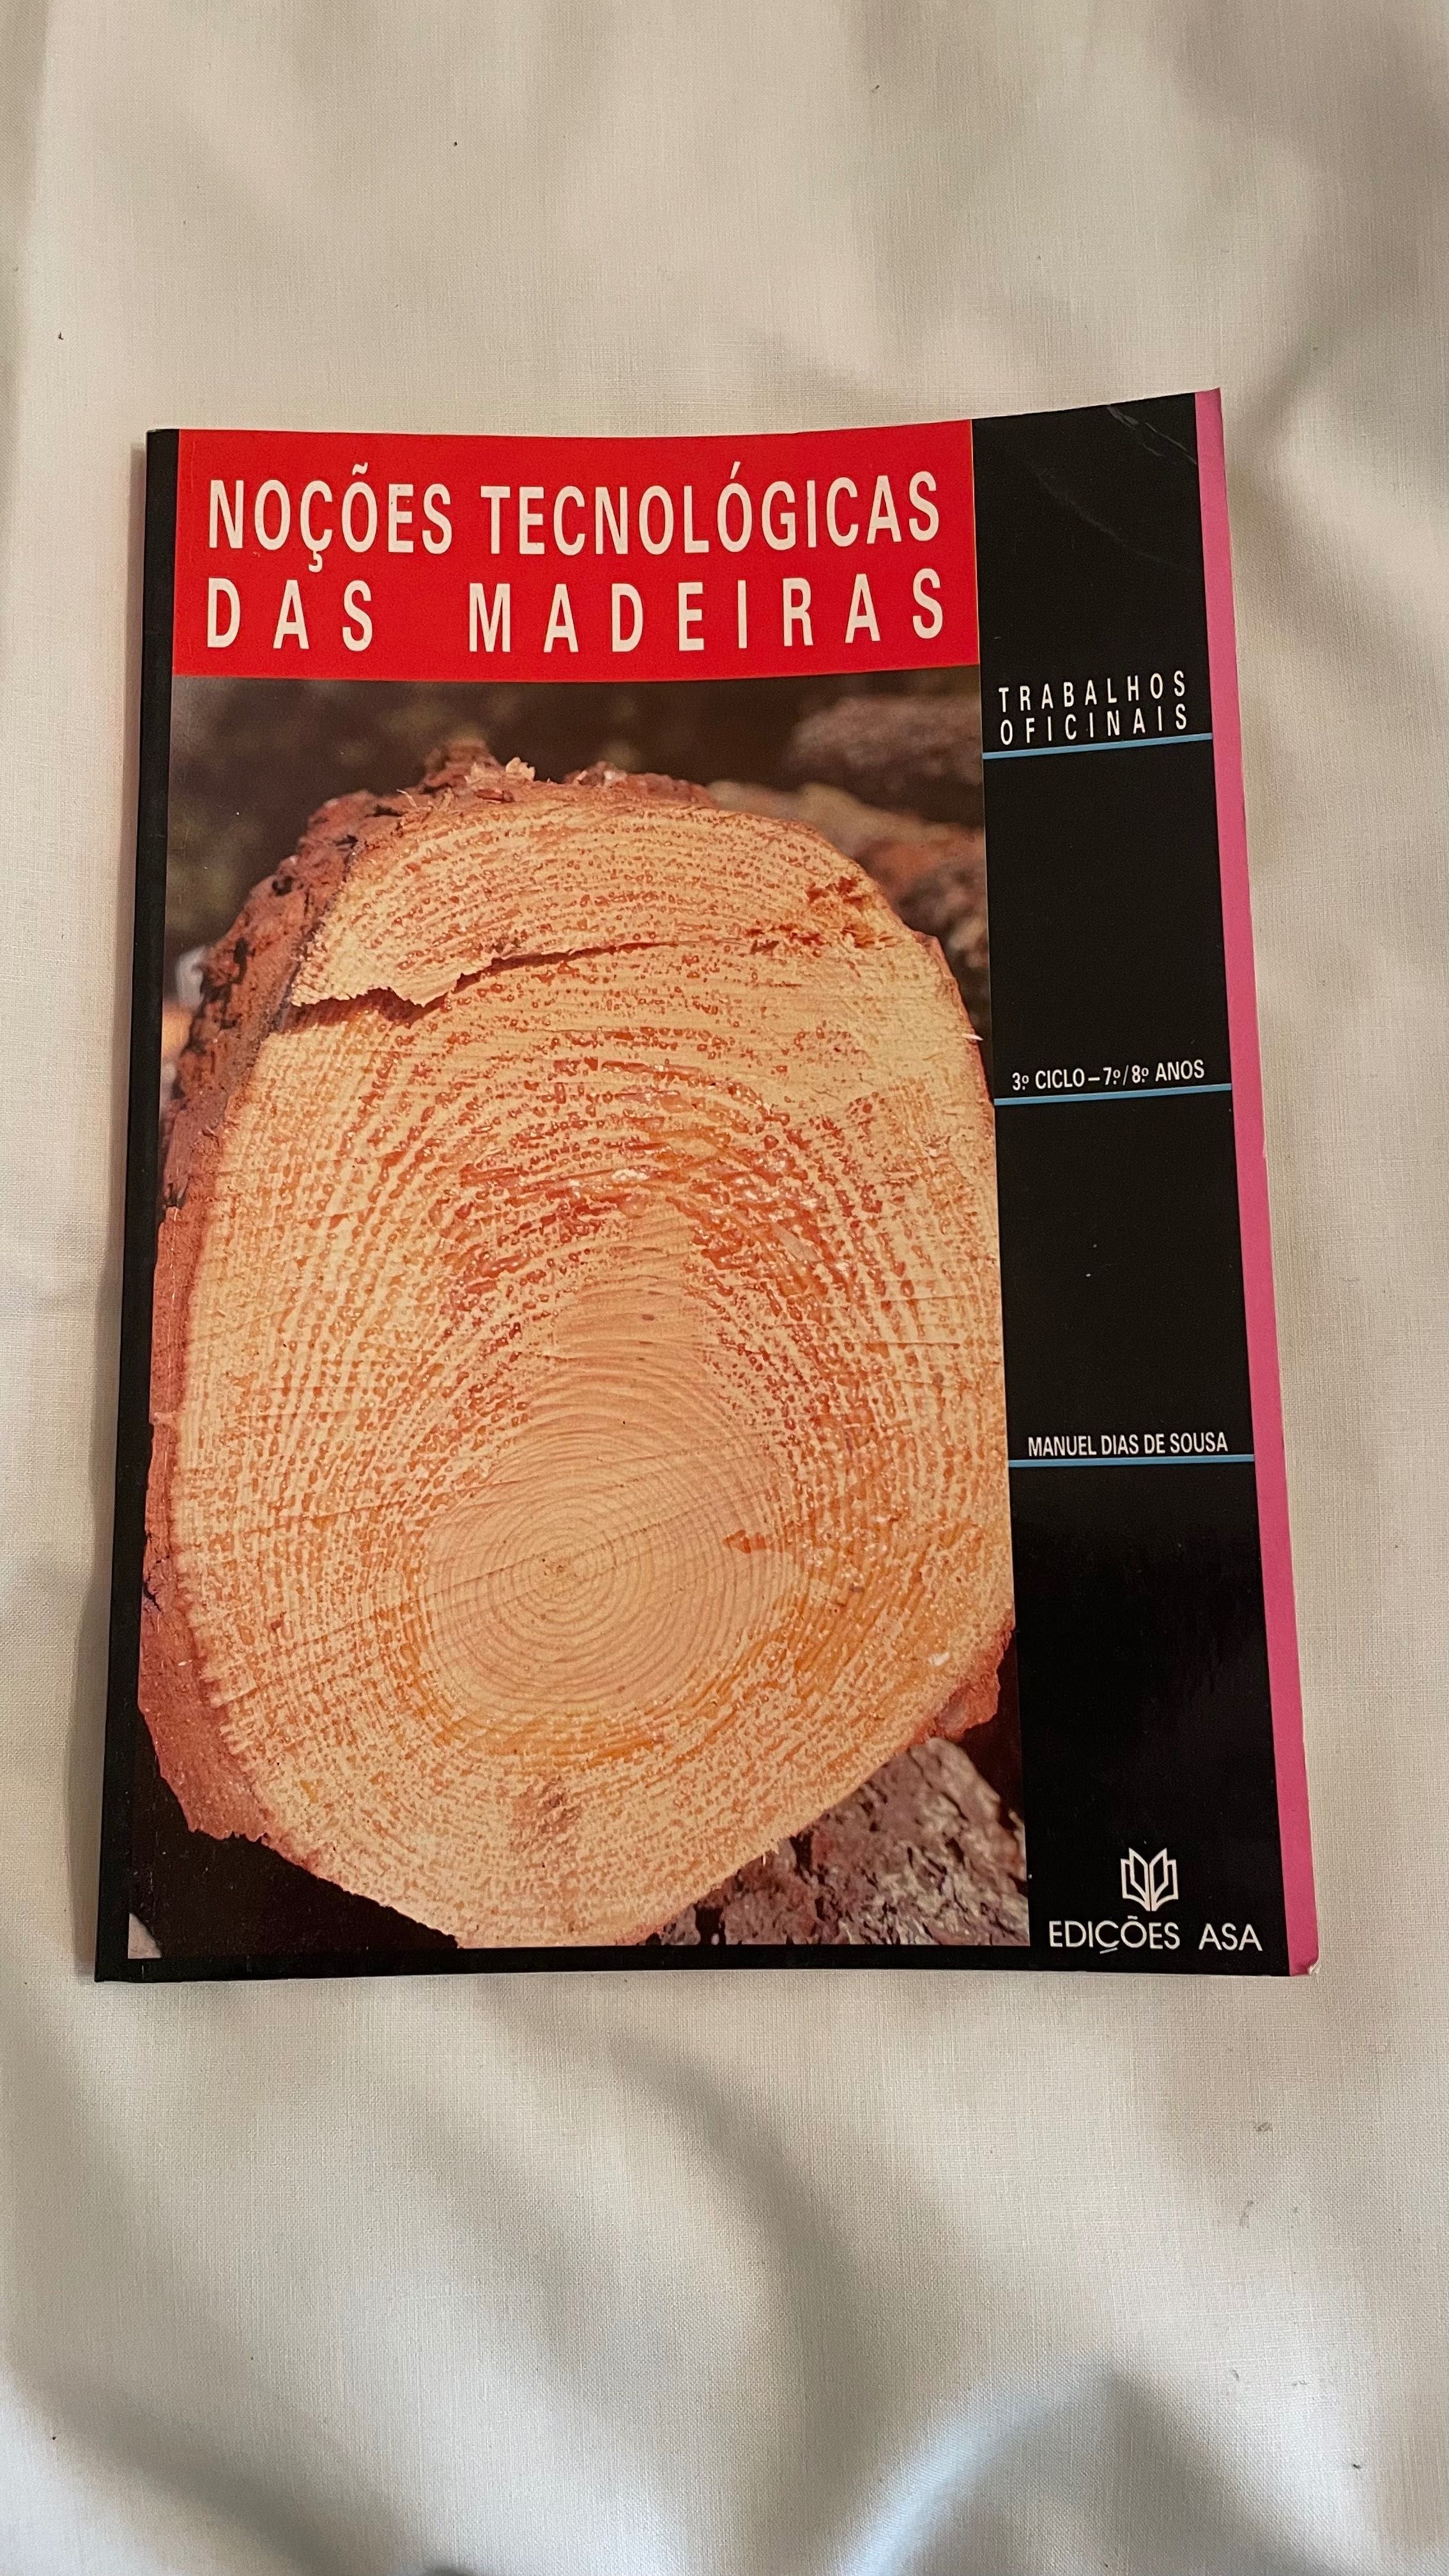 NOÇÕES TECNOLÓGICAS
DAS MADEIRAS
TRABALHOS
OFICINAIS
3º CICLO – 7º / 8º ANOS
MANUEL DIAS DE SOUSA
EDIÇÕES ASA